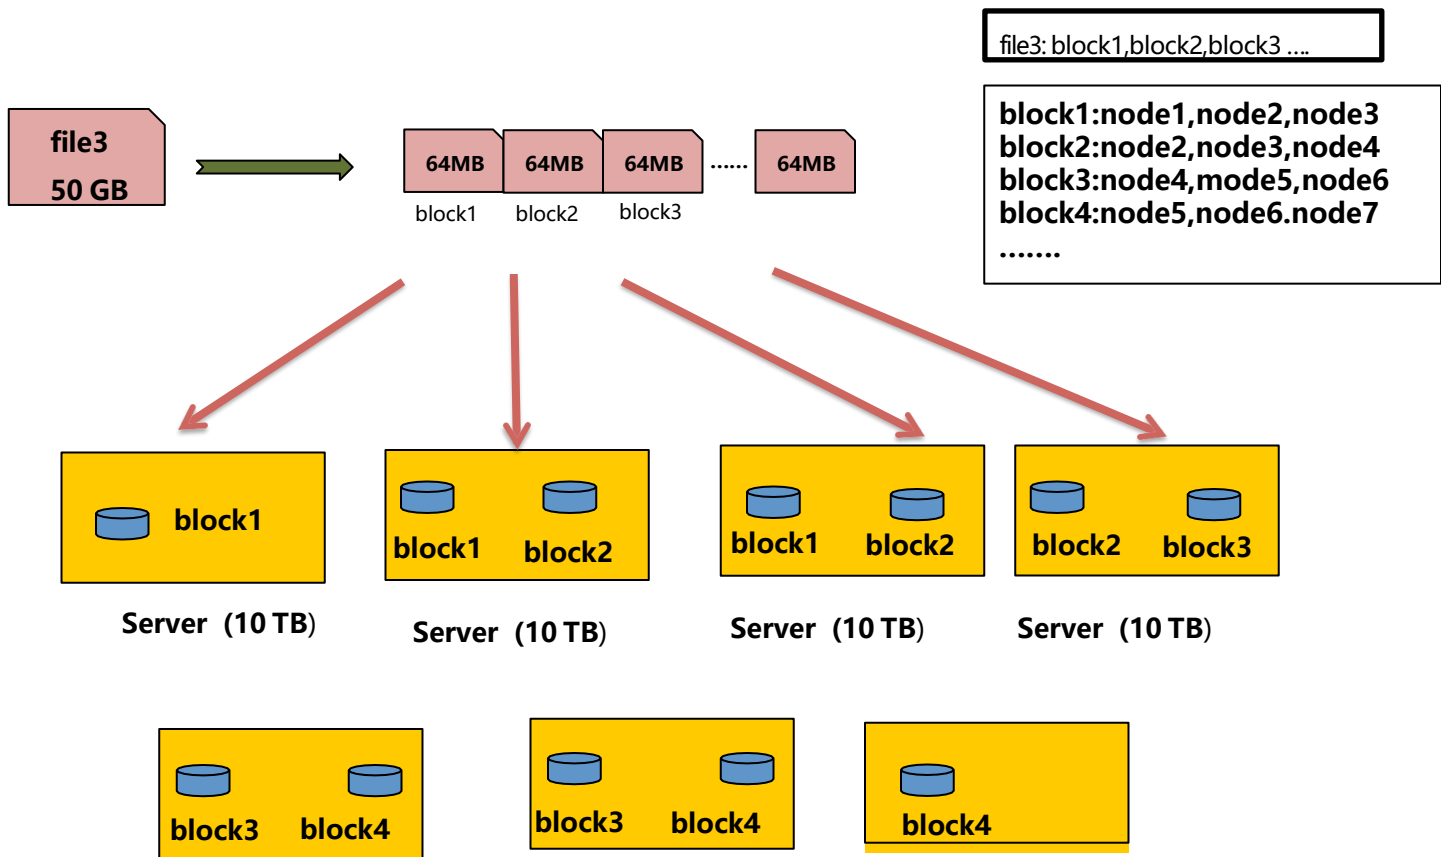 file3: block1,block2,block3 ....
block1:node1,node2,node3
block2:node2,node3,node4
block3:node4,mode5,node6
block4:node5,node6.node7
.......
file3
50 GB
64MB 64MB 64MB ...... 64MB
block1 block2 block3
block1
block1 block2
block1 block2
block2 block3
Server (10 TB)
Server (10 TB)
Server (10 TB)
Server (10 TB)
block3 block4
block3 block4
block4